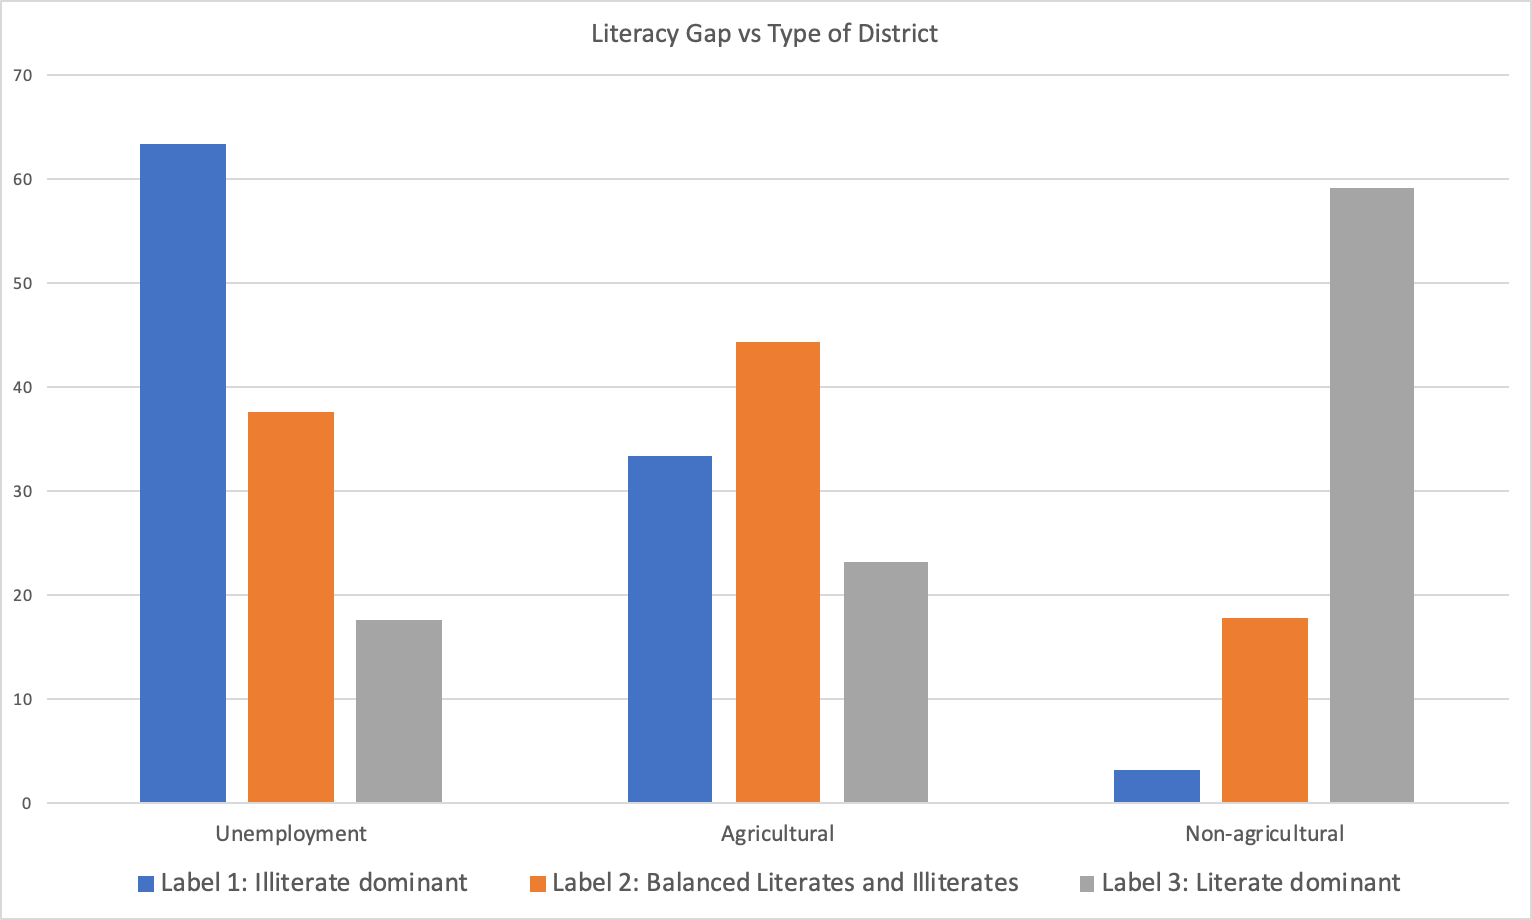 Literacy Gap vs Type of District
70
60
50
40
30
20
10
0
Unemployment Agricultural Non-agricultural
Label 1: Illiterate dominant Label 2: Balanced Literates and Illiterates Label 3: Literate dominant